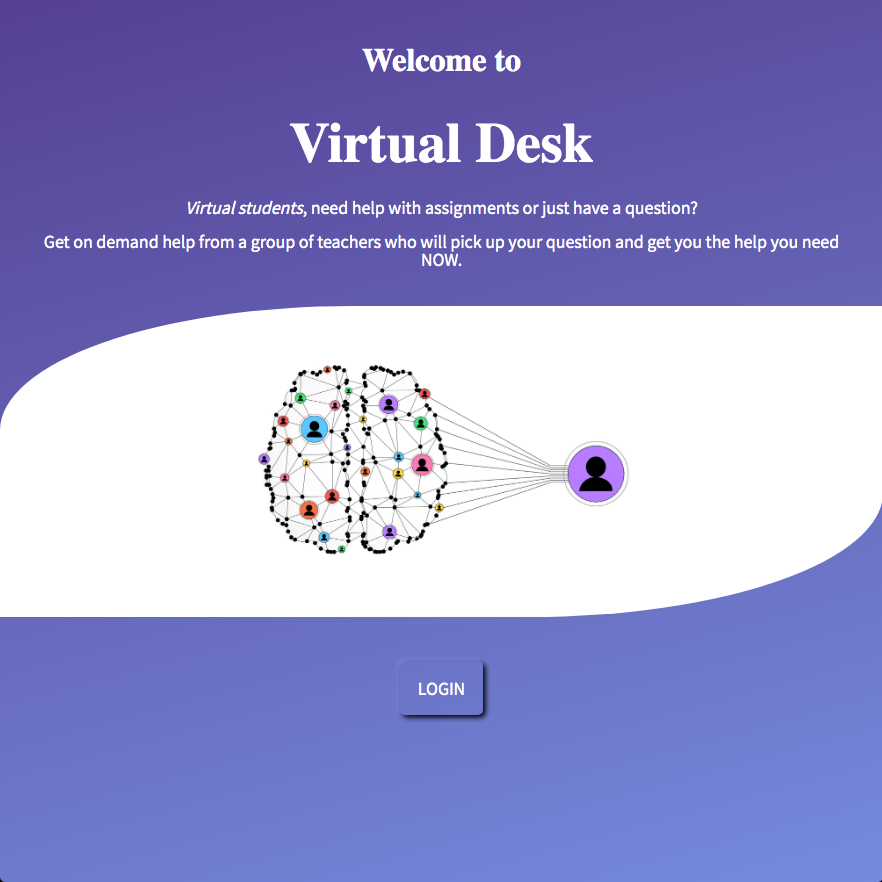 Welcome to
Virtual Desk
Virtual students, need help with assignments or just have a question?
Get on demand help from a group of teachers who will pick up your question and get you the help you need
NOW.
LOGIN